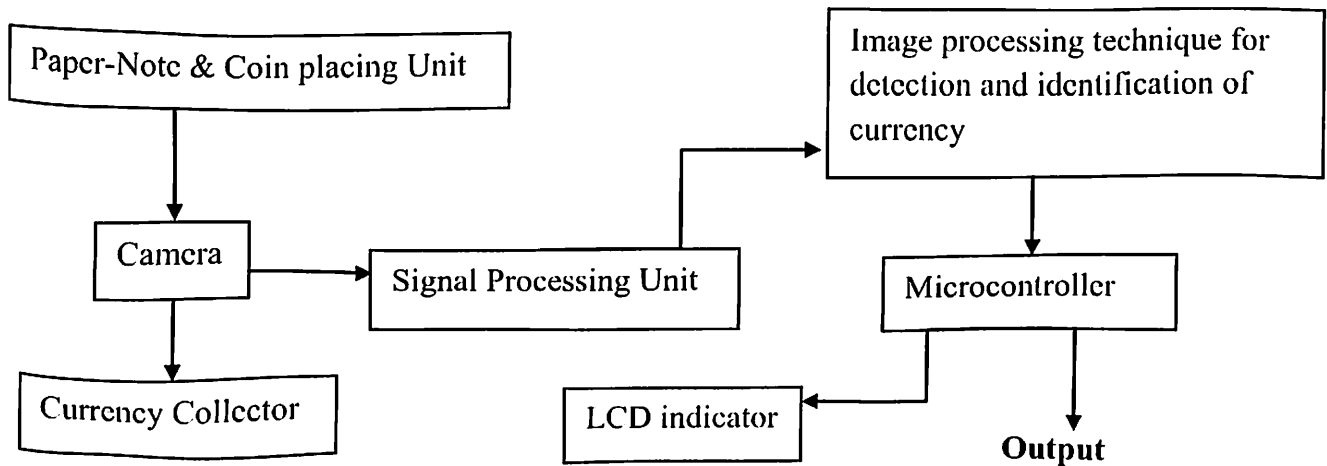 Paper-Note & Coin placing Unit
Image processing technique for
detection and identification of
currency
Camera
Signal Processing Unit
Microcontroller
Currency Collector
LCD indicator
Output